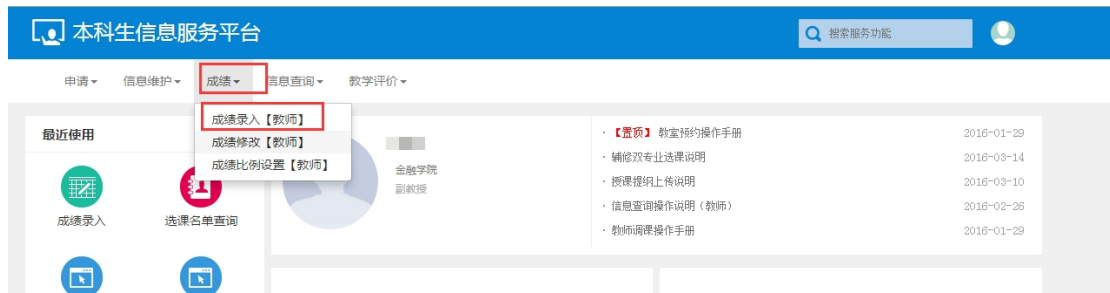 本科生信息服务平台
搜索服务功能
申请 信息维护 成绩 信息查询 教学评价
成绩录入【教师】
成绩修改【教师】
成绩比例设置【教师】
最近使用
成绩录入
选课名单查询
金融学院
副教授
· 【置顶】 教室预约操作手册 2016-01-29
· 辅修双专业选课说明 2016-03-14
· 授课提纲上传说明 2016-03-10
· 信息查询操作说明（教师） 2016-02-26
· 教师调课操作手册 2016-01-29